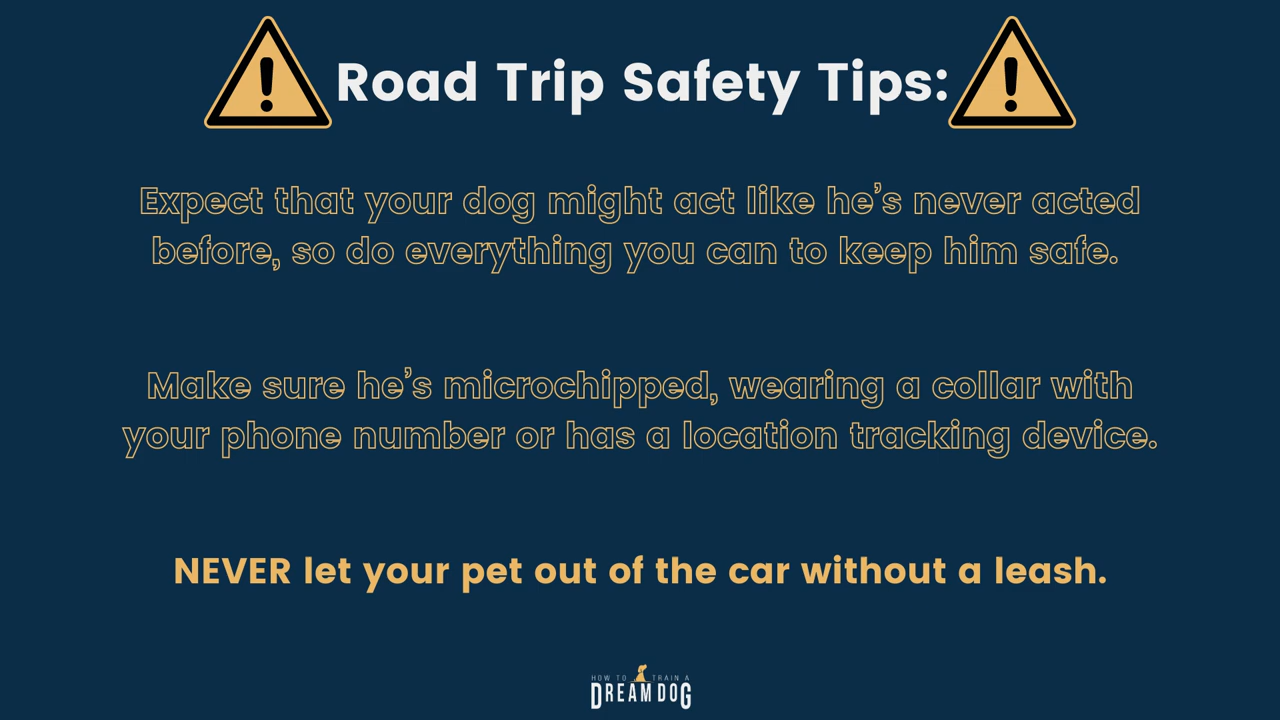 Road Trip Safety Tips:
Expect that your dog might act like he's never acted
before, so do everything you can to keep him safe.
Make sure he's microchipped, wearing a collar with
your phone number or has a location tracking device.
NEVER let your pet out of the car without a leash.
HOW TO TRAIN A
DREAM DOG